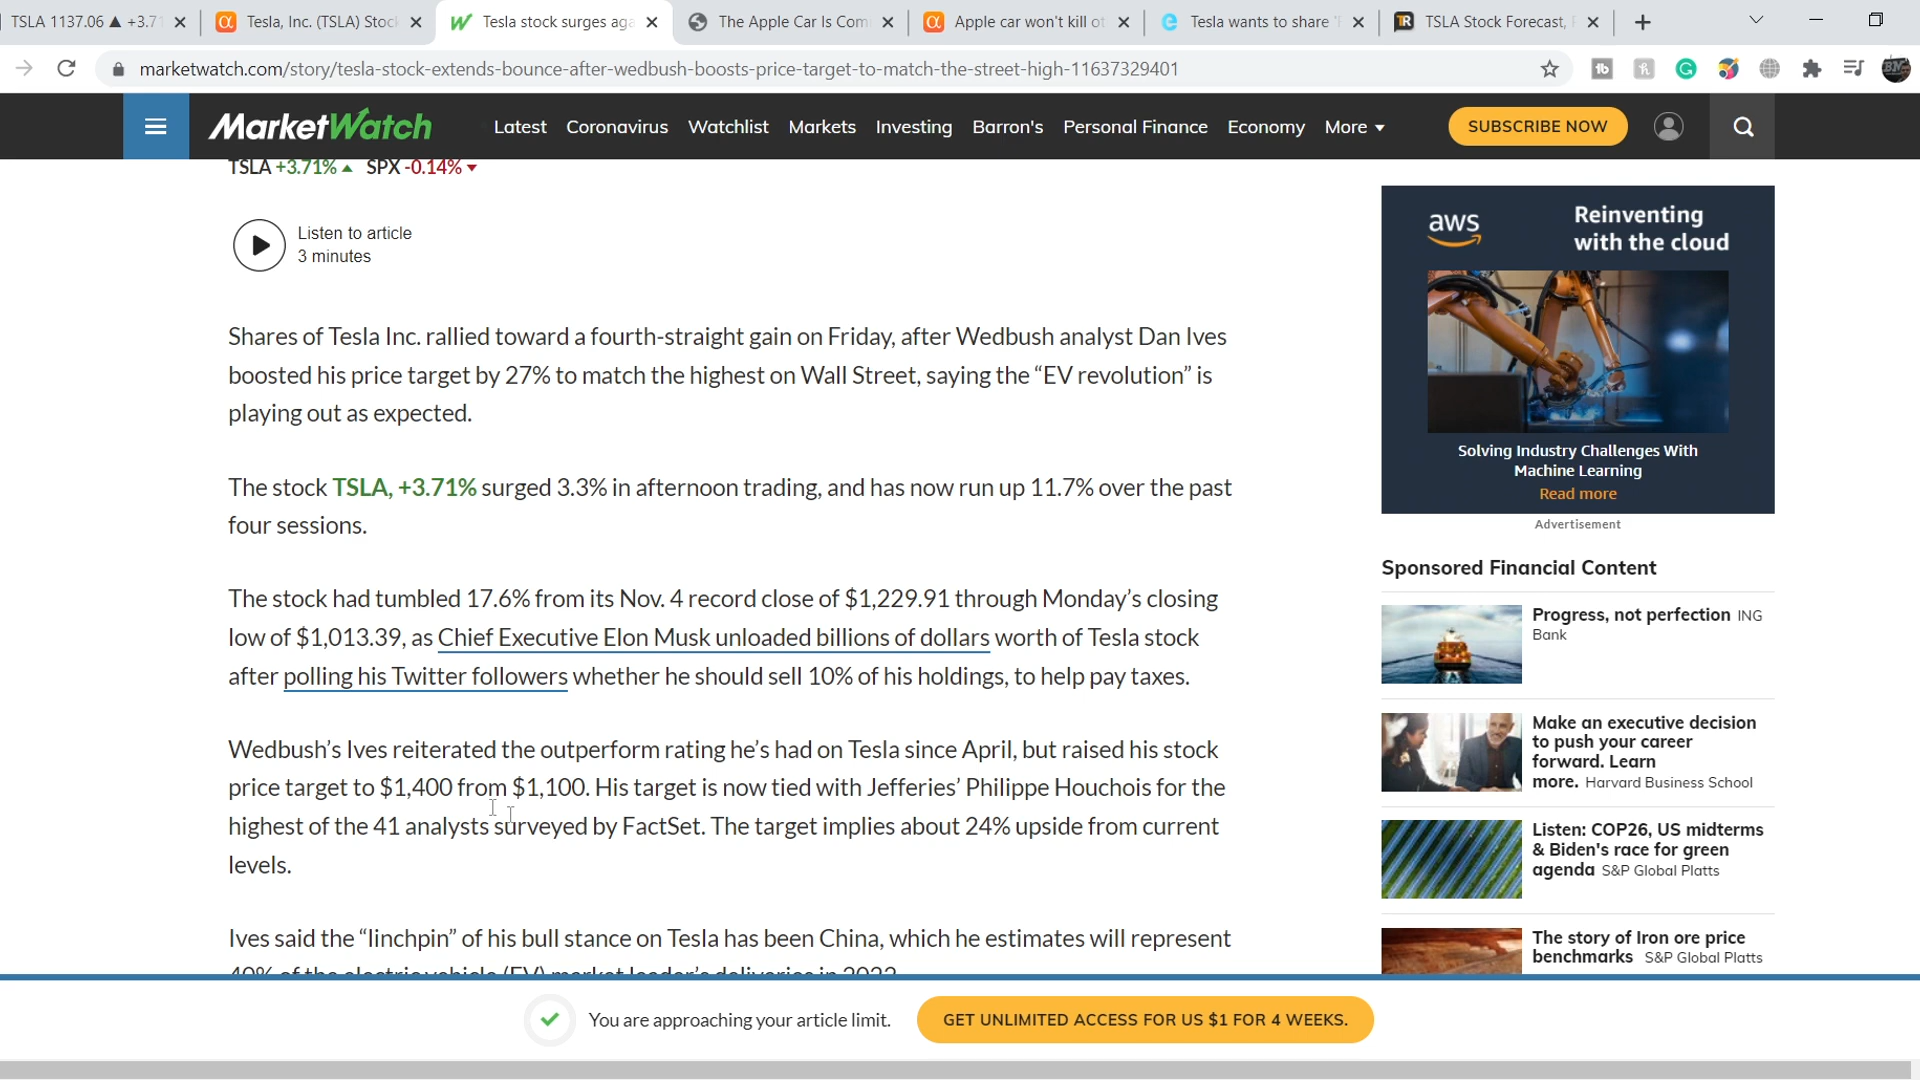 TSLA 1137.06 ▲ +3.71
Tesla, Inc. (TSLA) Stock
Tesla stock surges aga
The Apple Car Is Com
Apple car won't kill ot
Tesla wants to share
TSLA Stock Forecast,
marketwatch.com/story/tesla-stock-extends-bounce-after-wedbush-boosts-price-target-to-match-the-street-high-11637329401
MarketWatch
Latest Coronavirus Watchlist Markets Investing Barron's Personal Finance Economy More
SUBSCRIBE NOW
TSLA +3.71% SPX -0.14%
Listen to article
3 minutes
Shares of Tesla Inc. rallied toward a fourth-straight gain on Friday, after Wedbush analyst Dan Ives
boosted his price target by 27% to match the highest on Wall Street, saying the “EV revolution” is
playing out as expected.
The stock TSLA, +3.71% surged 3.3% in afternoon trading, and has now run up 11.7% over the past
four sessions.
The stock had tumbled 17.6% from its Nov. 4 record close of $1,229.91 through Monday’s closing
low of $1,013.39, as Chief Executive Elon Musk unloaded billions of dollars worth of Tesla stock
after polling his Twitter followers whether he should sell 10% of his holdings, to help pay taxes.
Wedbush’s Ives reiterated the outperform rating he’s had on Tesla since April, but raised his stock
price target to $1,400 from $1,100. His target is now tied with Jefferies’ Philippe Houchois for the
highest of the 41 analysts surveyed by FactSet. The target implies about 24% upside from current
levels.
Ives said the “linchpin” of his bull stance on Tesla has been China, which he estimates will represent
40% of the electric vehicle (EV) market leader’s deliveries in 2022
aws
Reinventing
with the cloud
Solving Industry Challenges With
Machine Learning
Read more
Advertisement
Sponsored Financial Content
Progress, not perfection ING
Bank
Make an executive decision
to push your career
forward. Learn
more. Harvard Business School
Listen: COP26, US midterms
& Biden's race for green
agenda S&P Global Platts
The story of Iron ore price
benchmarks S&P Global Platts
You are approaching your article limit.
GET UNLIMITED ACCESS FOR US $1 FOR 4 WEEKS.